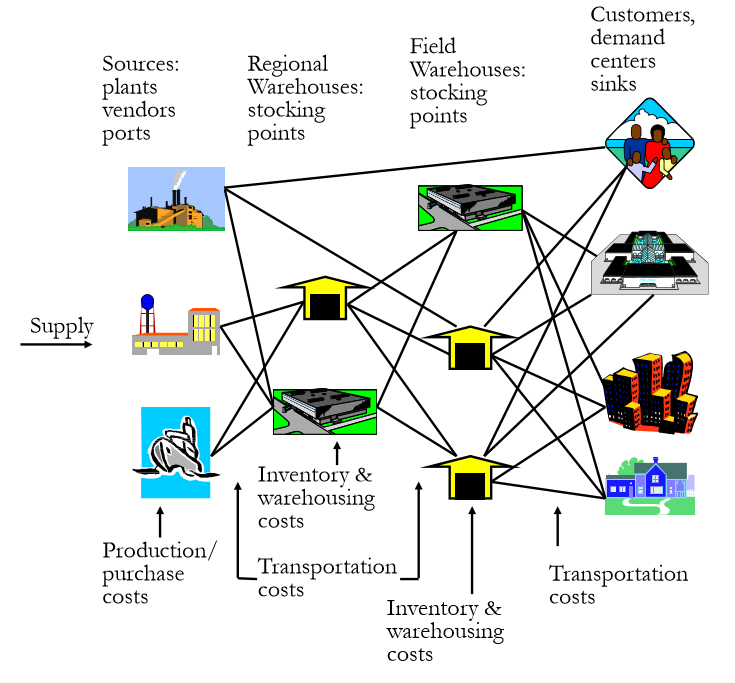 Sources:
plants
vendors
ports
Regional
Warehouses:
stocking
points
Field
Warehouses:
stocking
points
Customers,
demand
centers
sinks
Supply
Inventory &
warehousing
costs
Production/
purchase
costs
Transportation
costs
Inventory &
warehousing
costs
Transportation
costs